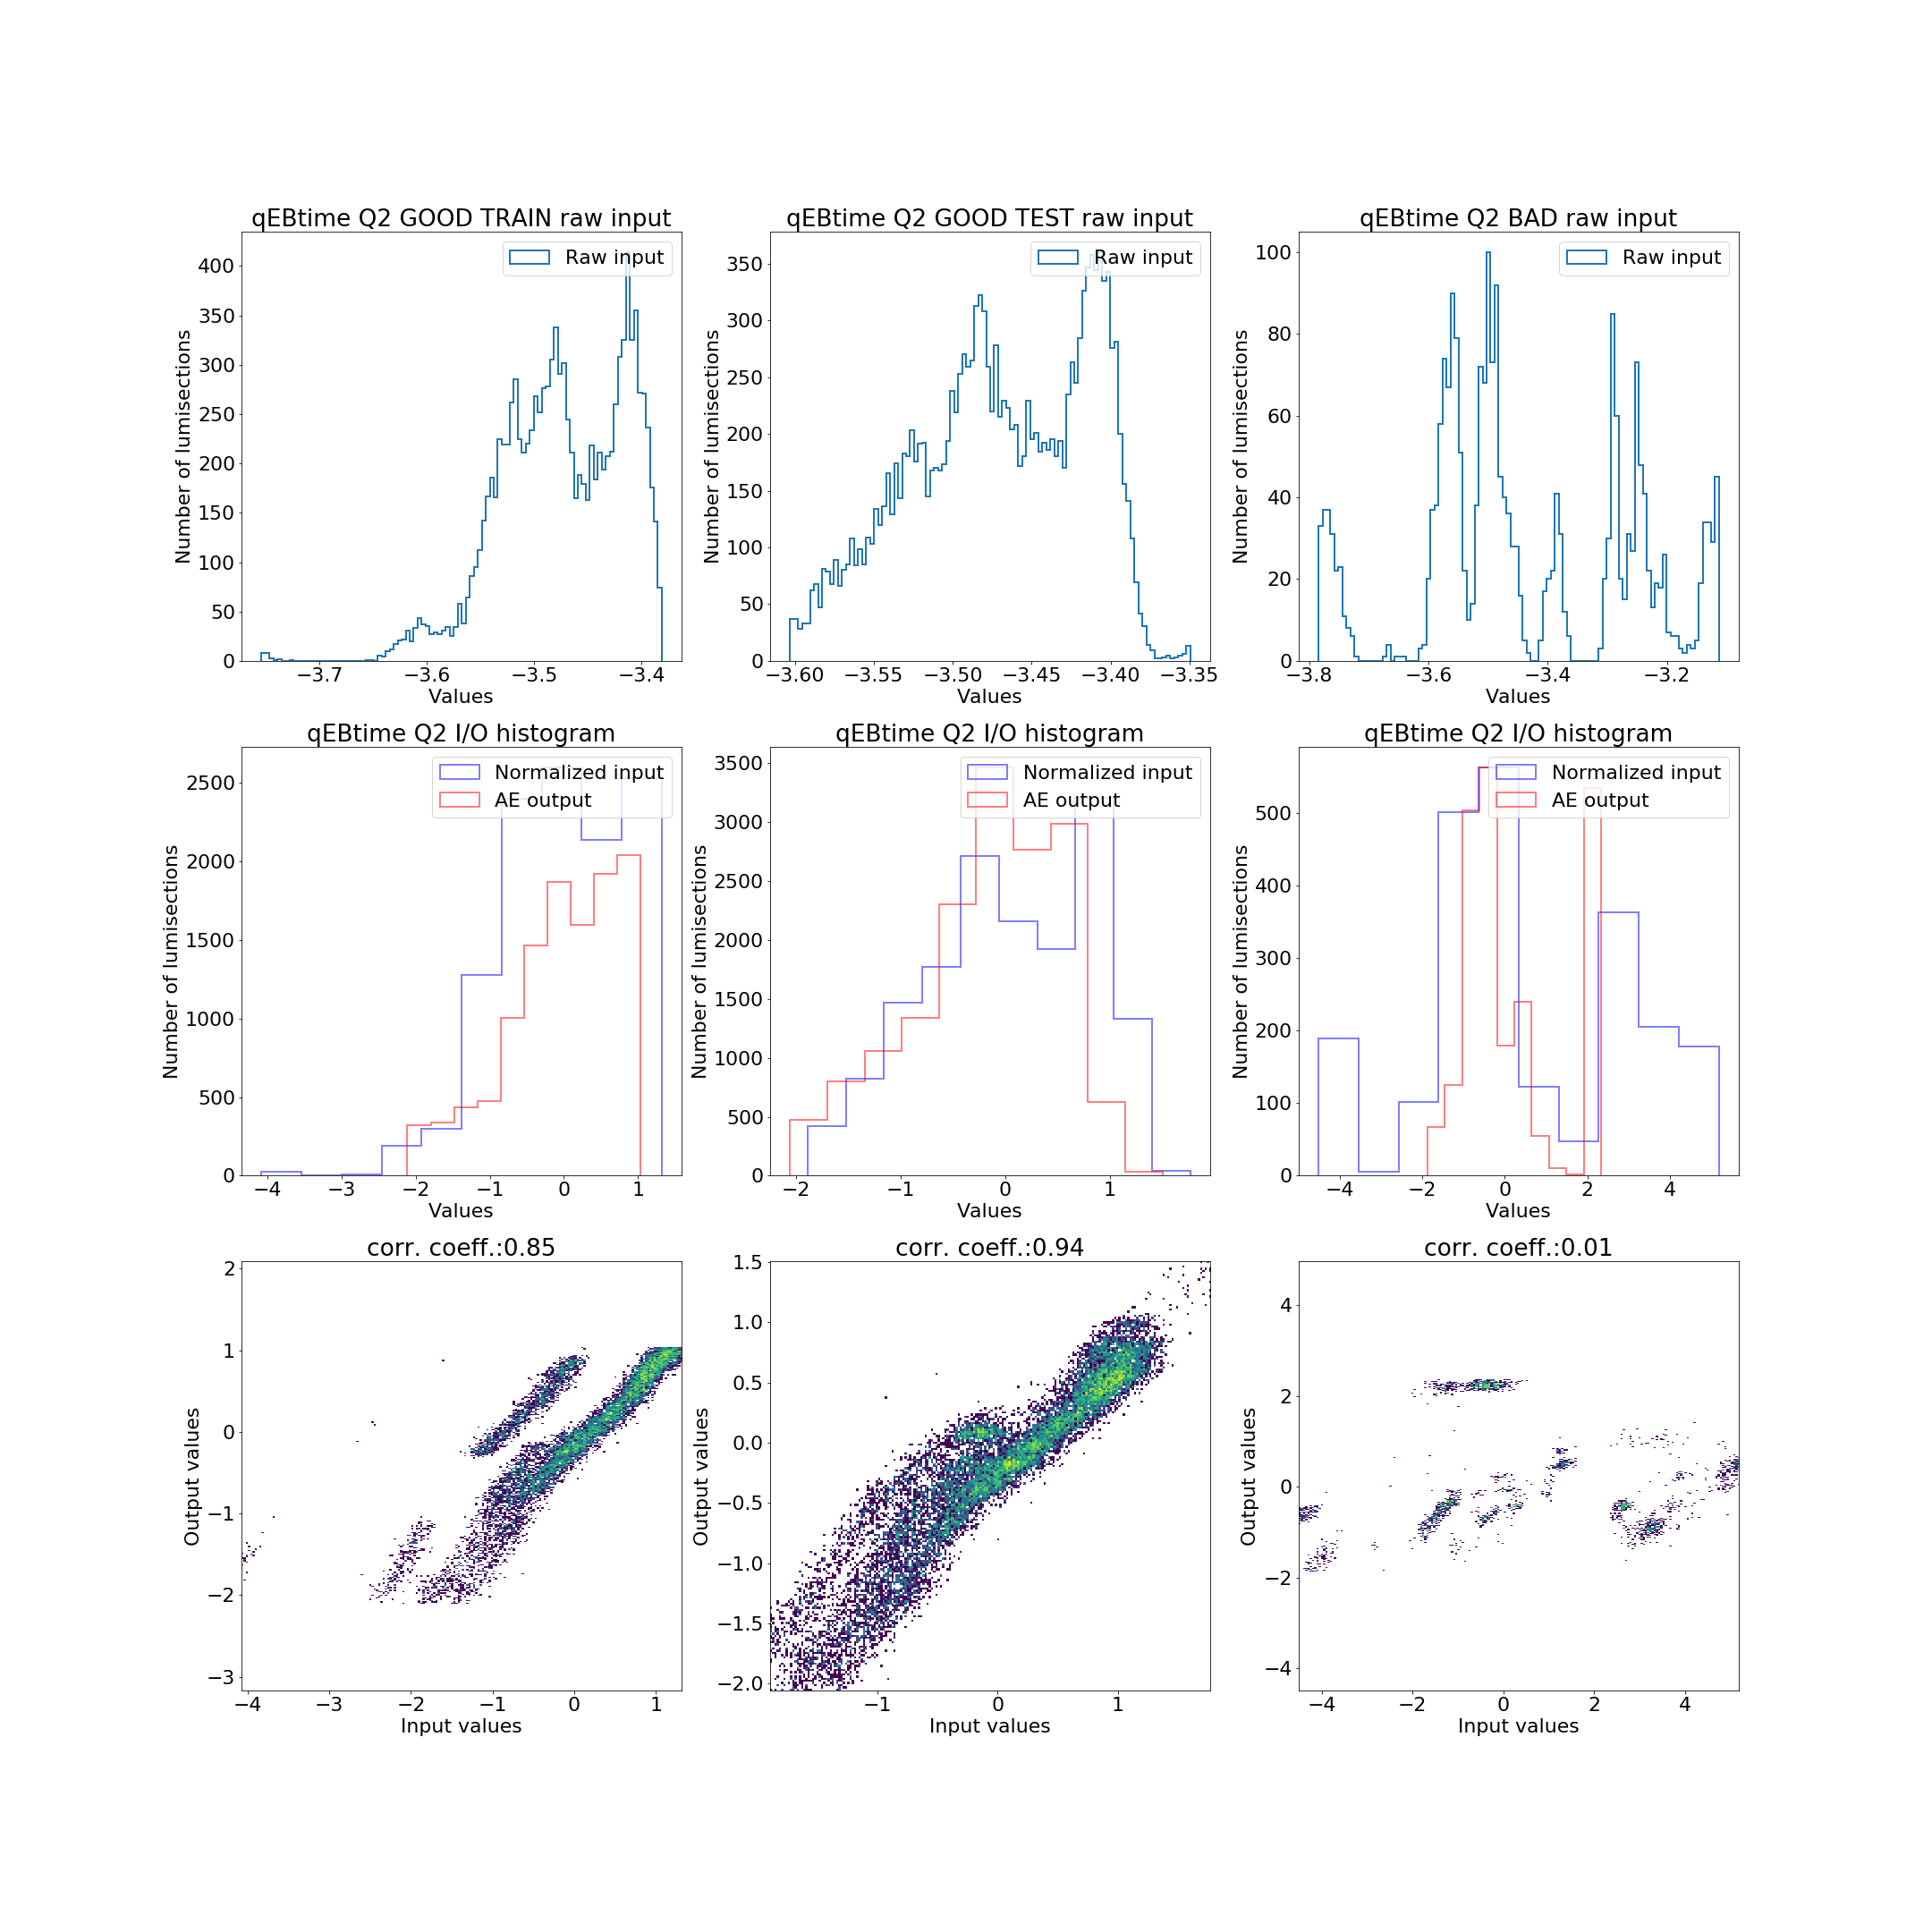 qEBtime Q2 GOOD TRAIN raw input
Raw input
Number of lumisections
400
350
300
250
200
150
100
50
0
−3.7 −3.6 −3.5 −3.4
Values
qEBtime Q2 GOOD TEST raw input
Raw input
Number of lumisections
350
300
250
200
150
100
50
0
−3.60 −3.55 −3.50 −3.45 −3.40 −3.35
Values
qEBtime Q2 BAD raw input
Raw input
Number of lumisections
100
80
60
40
20
0
−3.8 −3.6 −3.4 −3.2
Values
qEBtime Q2 I/O histogram
Normalized input
AE output
Number of lumisections
2500
2000
1500
1000
500
0
−4 −3 −2 −1 0 1
Values
qEBtime Q2 I/O histogram
Normalized input
AE output
Number of lumisections
3500
3000
2500
2000
1500
1000
500
0
−2 −1 0 1
Values
qEBtime Q2 I/O histogram
Normalized input
AE output
Number of lumisections
500
400
300
200
100
0
−4 −2 0 2 4
Values
corr. coeff.:0.85
Output values
2
1
0
−1
−2
−3
−4 −3 −2 −1 0 1
Input values
corr. coeff.:0.94
Output values
1.5
1.0
0.5
0.0
−0.5
−1.0
−1.5
−2.0
−1 0 1
Input values
corr. coeff.:0.01
Output values
4
2
0
−2
−4
−4 −2 0 2 4
Input values